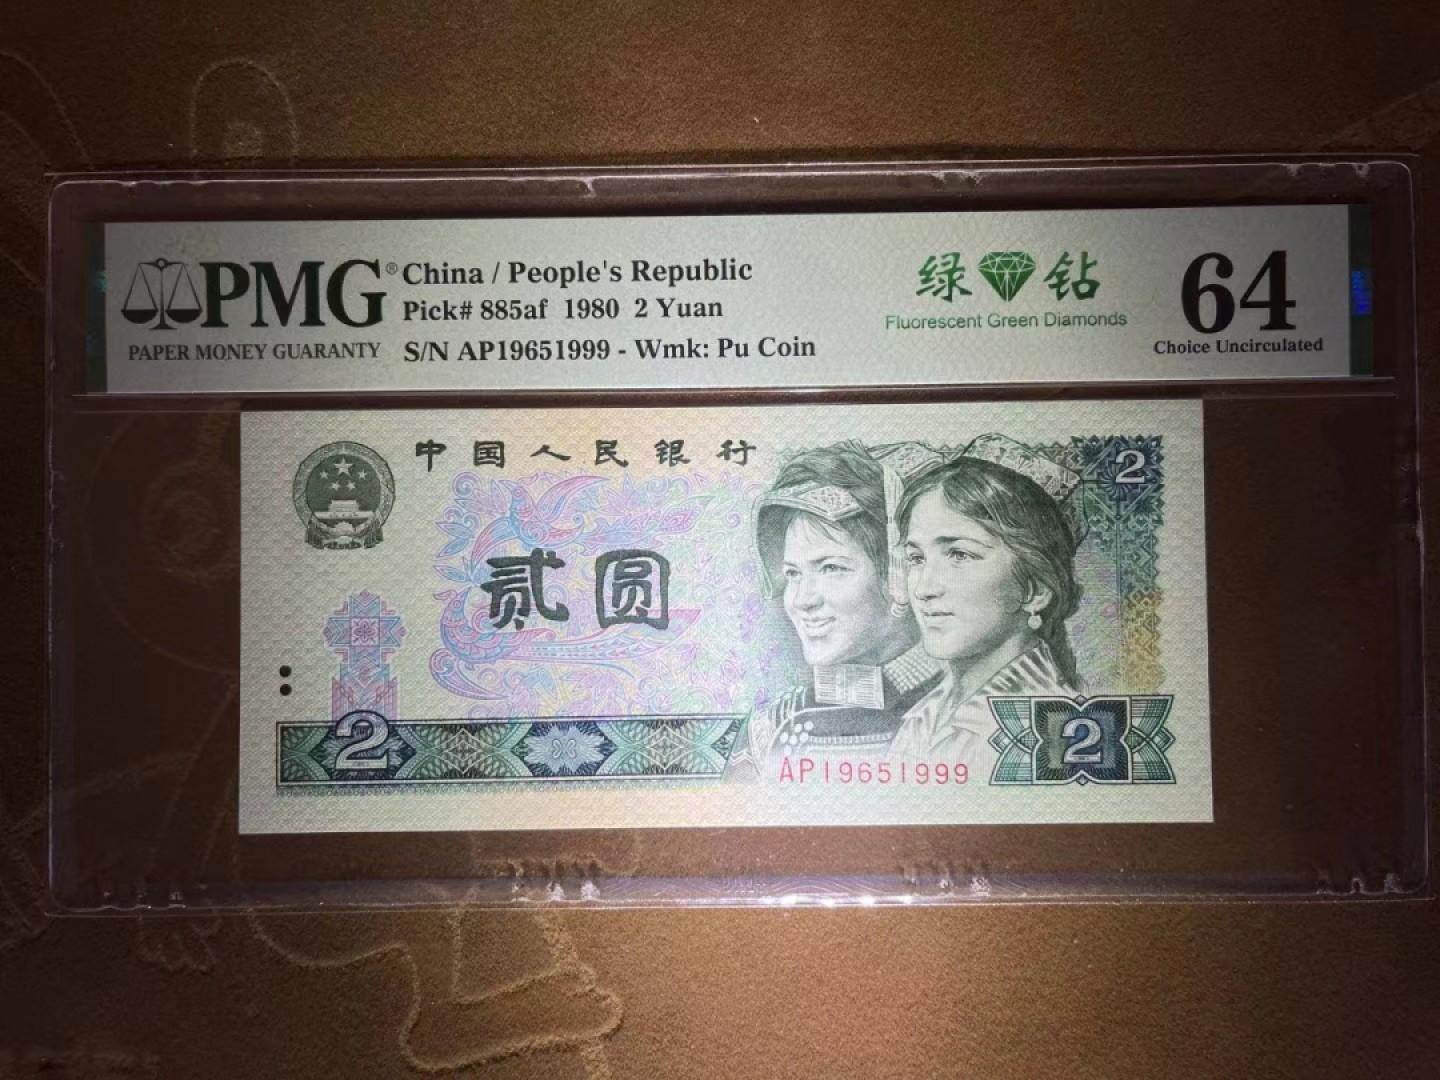 PMG®
PAPER MONEY GUARANTY
China / People's Republic
Pick# 885af 1980 2 Yuan
S/N AP19651999 - Wmk: Pu Coin
绿钻
Fluorescent Green Diamonds
64
Choice Uncirculated
中国人民银行
2
贰圆
2
2
AP19651999